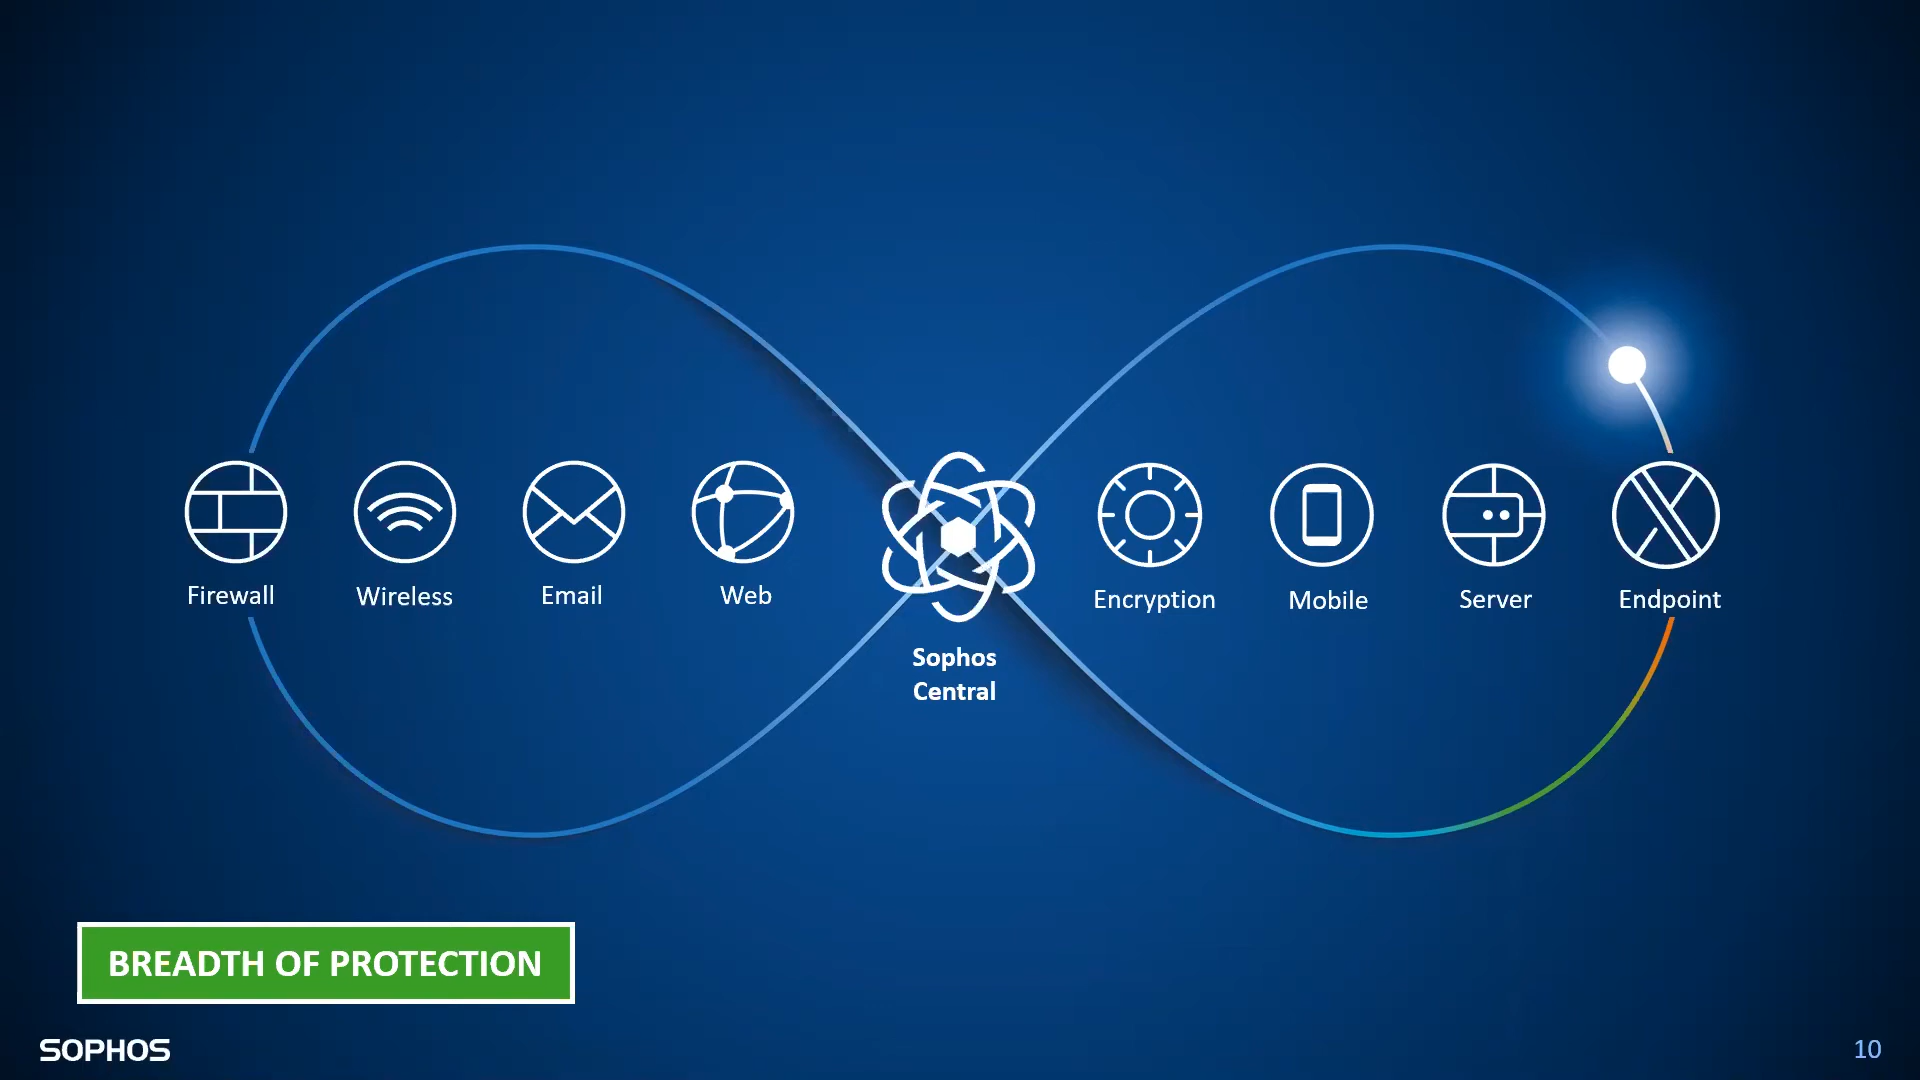 Firewall
Wireless
Email
Web
Sophos
Central
Encryption
Mobile
Server
Endpoint
BREADTH OF PROTECTION
SOPHOS
10